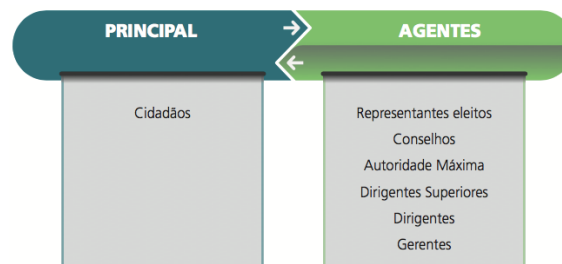 PRINCIPAL
AGENTES
Cidadãos
Representantes eleitos
Conselhos
Autoridade Máxima
Dirigentes Superiores
Dirigentes
Gerentes